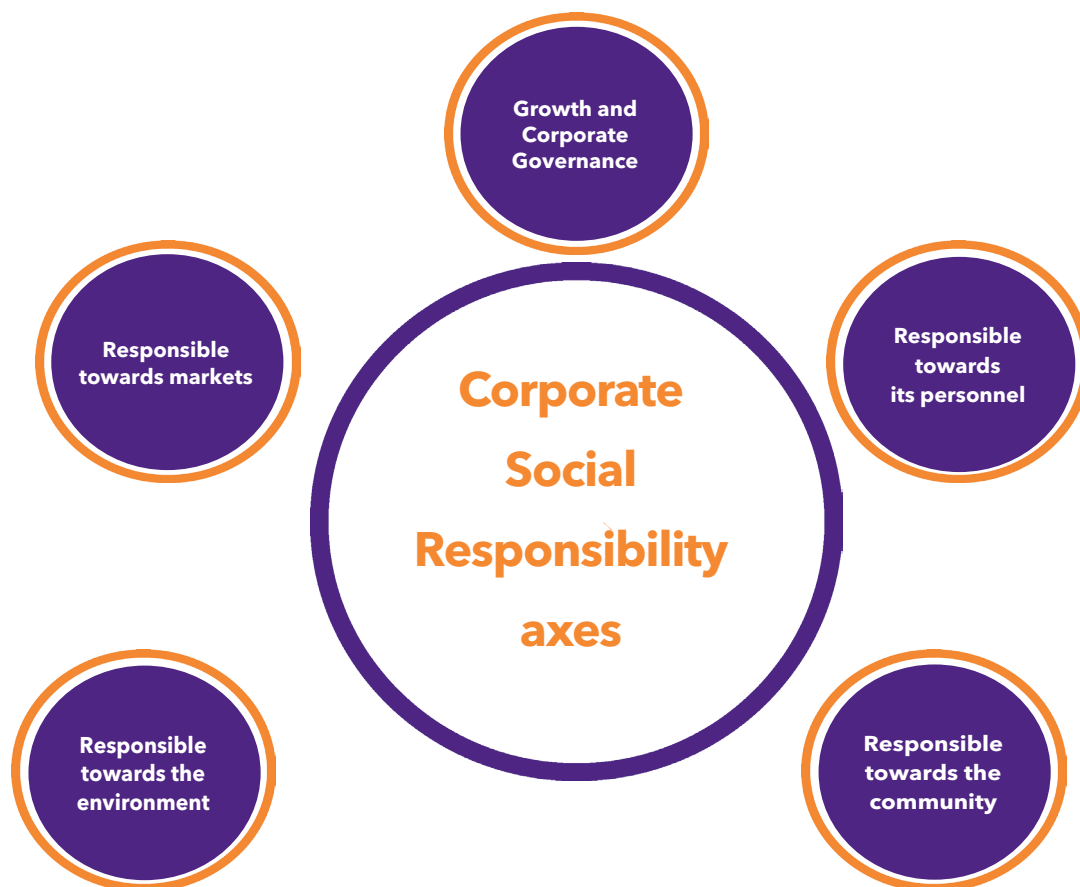 Growth and
Corporate
Governance
Responsible
towards markets
Responsible
towards
its personnel
Corporate
Social
Responsibility
axes
Responsible
towards the
environment
Responsible
towards the
community